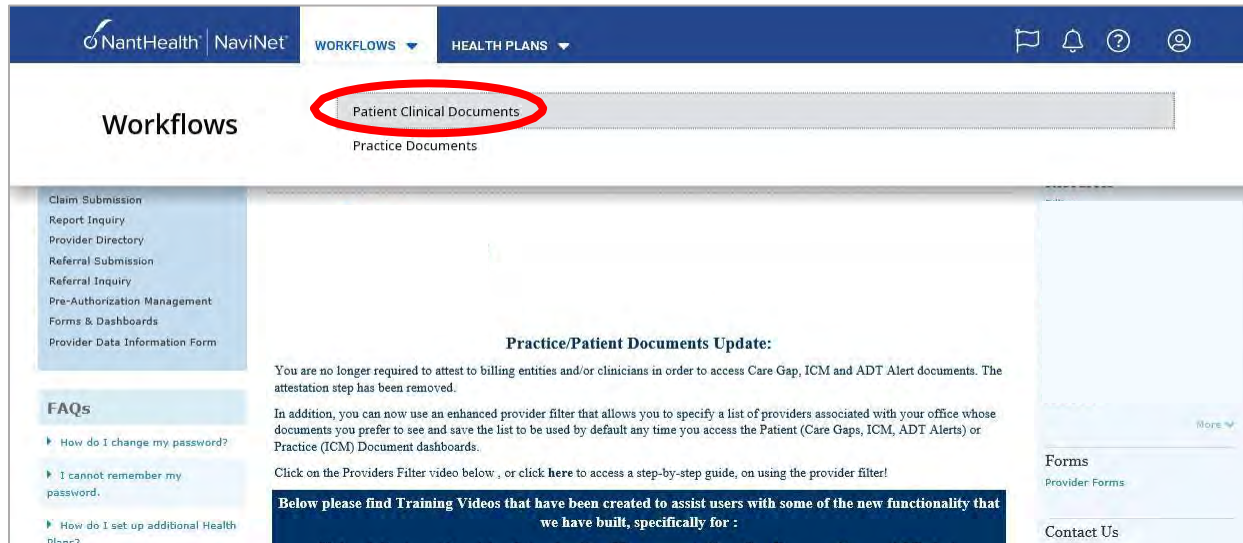 NantHealth® NaviNet®
WORKFLOWS
HEALTH PLANS
Workflows
Patient Clinical Documents
Practice Documents
Claim Submission
Report Inquiry
Provider Directory
Referral Submission
Referral Inquiry
Pre-Authorization Management
Forms & Dashboards
Provider Data Information Form
FAQs
How do I change my password?
I cannot remember my
password.
How do I set up additional Health
Plans?
Practice/Patient Documents Update:
You are no longer required to attest to billing entities and/or clinicians in order to access Care Gap, ICM and ADT Alert documents. The
attestation step has been removed.
In addition, you can now use an enhanced provider filter that allows you to specify a list of providers associated with your office whose
documents you prefer to see and save the list to be used by default any time you access the Patient (Care Gaps, ICM, ADT Alerts) or
Practice (ICM) Document dashboards.
Click on the Providers Filter video below , or click here to access a step-by-step guide, on using the provider filter!
Below please find Training Videos that have been created to assist users with some of the new functionality that
we have built, specifically for :
More
Forms
Provider Forms
Contact Us